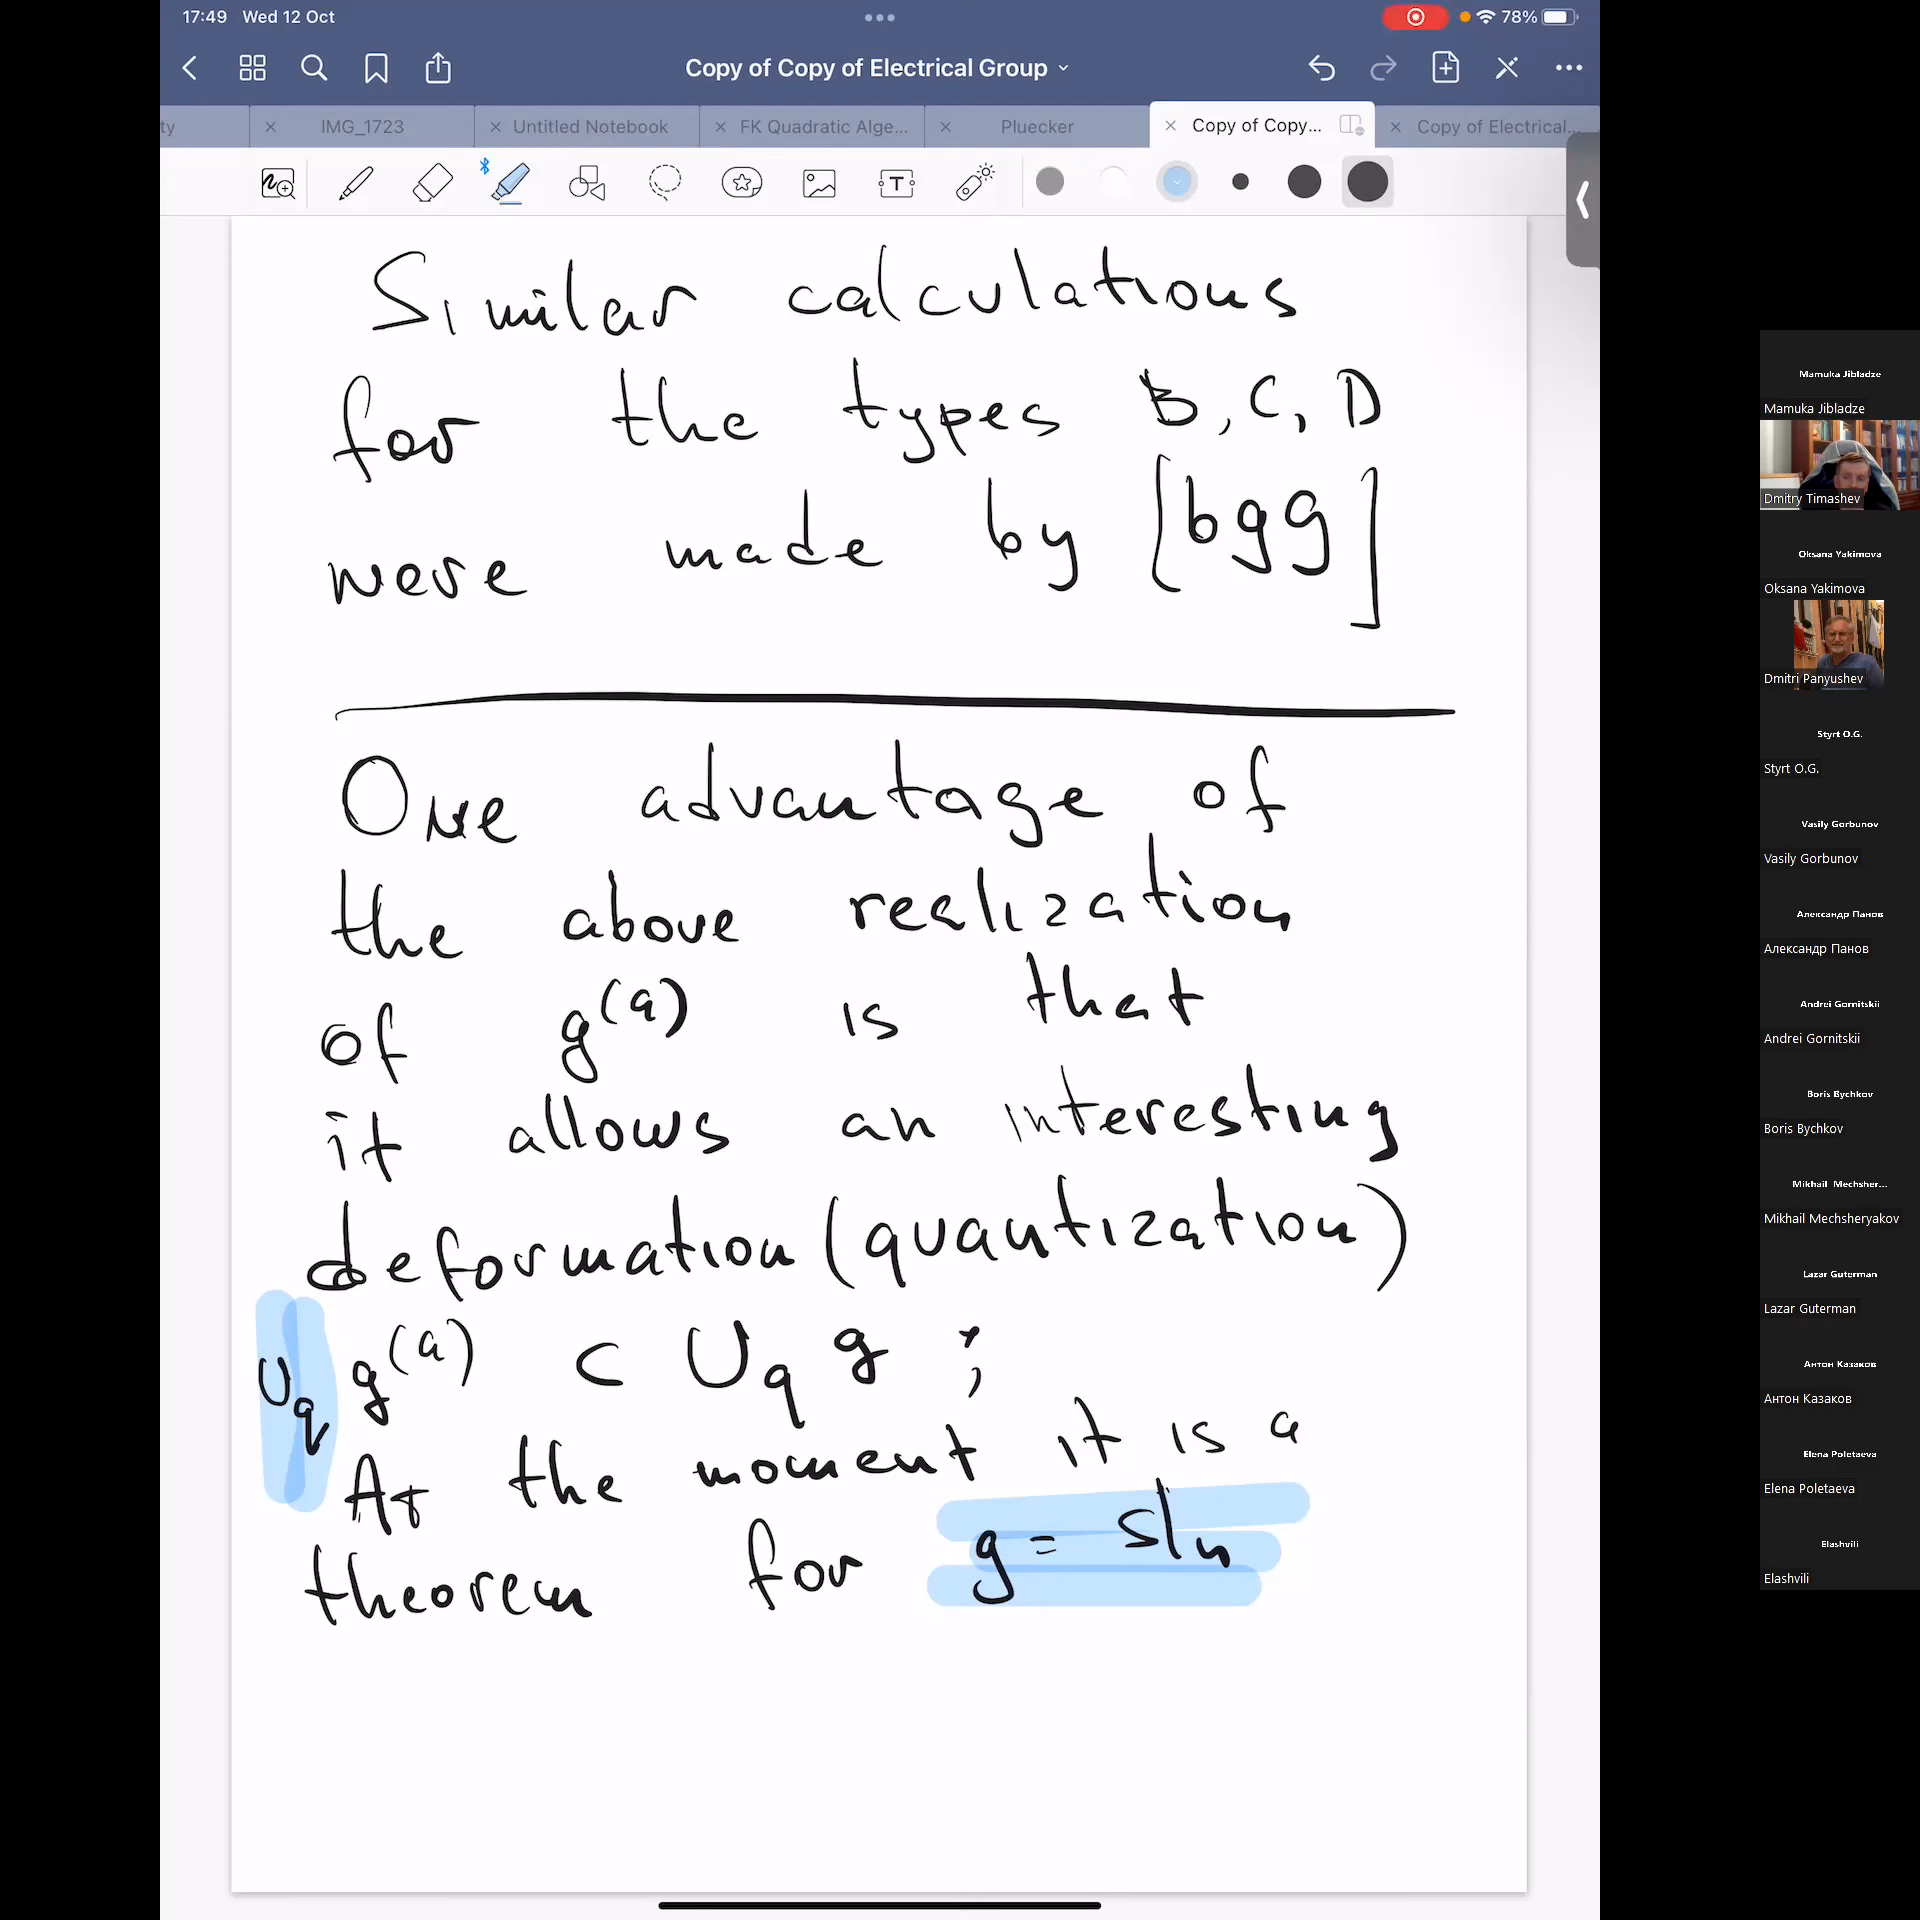 17:49 Wed 12 Oct
78%
Copy of Copy of Electrical Group
ty
IMG_1723
Untitled Notebook
FK Quadratic Alge...
Pluecker
Copy of Copy...
Copy of Electrical...
Similar calculations
for the types B, C, D
were made by [bgg]
One advantage of
the above realization
of g^(a) is that
it allows an interesting
deformation (quantization)
U_q g^(a) ⊂ U_q g ;
At the moment it is a
theorem for g = sl_n
Mamuka Jibladze
Mamuka Jibladze
Dmitry Timashev
Oksana Yakimova
Oksana Yakimova
Dmitri Panyushev
Styrt O.G.
Styrt O.G.
Vasily Gorbunov
Vasily Gorbunov
Александр Панов
Александр Панов
Andrei Gornitskii
Andrei Gornitskii
Boris Bychkov
Boris Bychkov
Mikhail Mechsher...
Mikhail Mechsheryakov
Lazar Guterman
Lazar Guterman
Антон Казаков
Антон Казаков
Elena Poletaeva
Elena Poletaeva
Elashvili
Elashvili